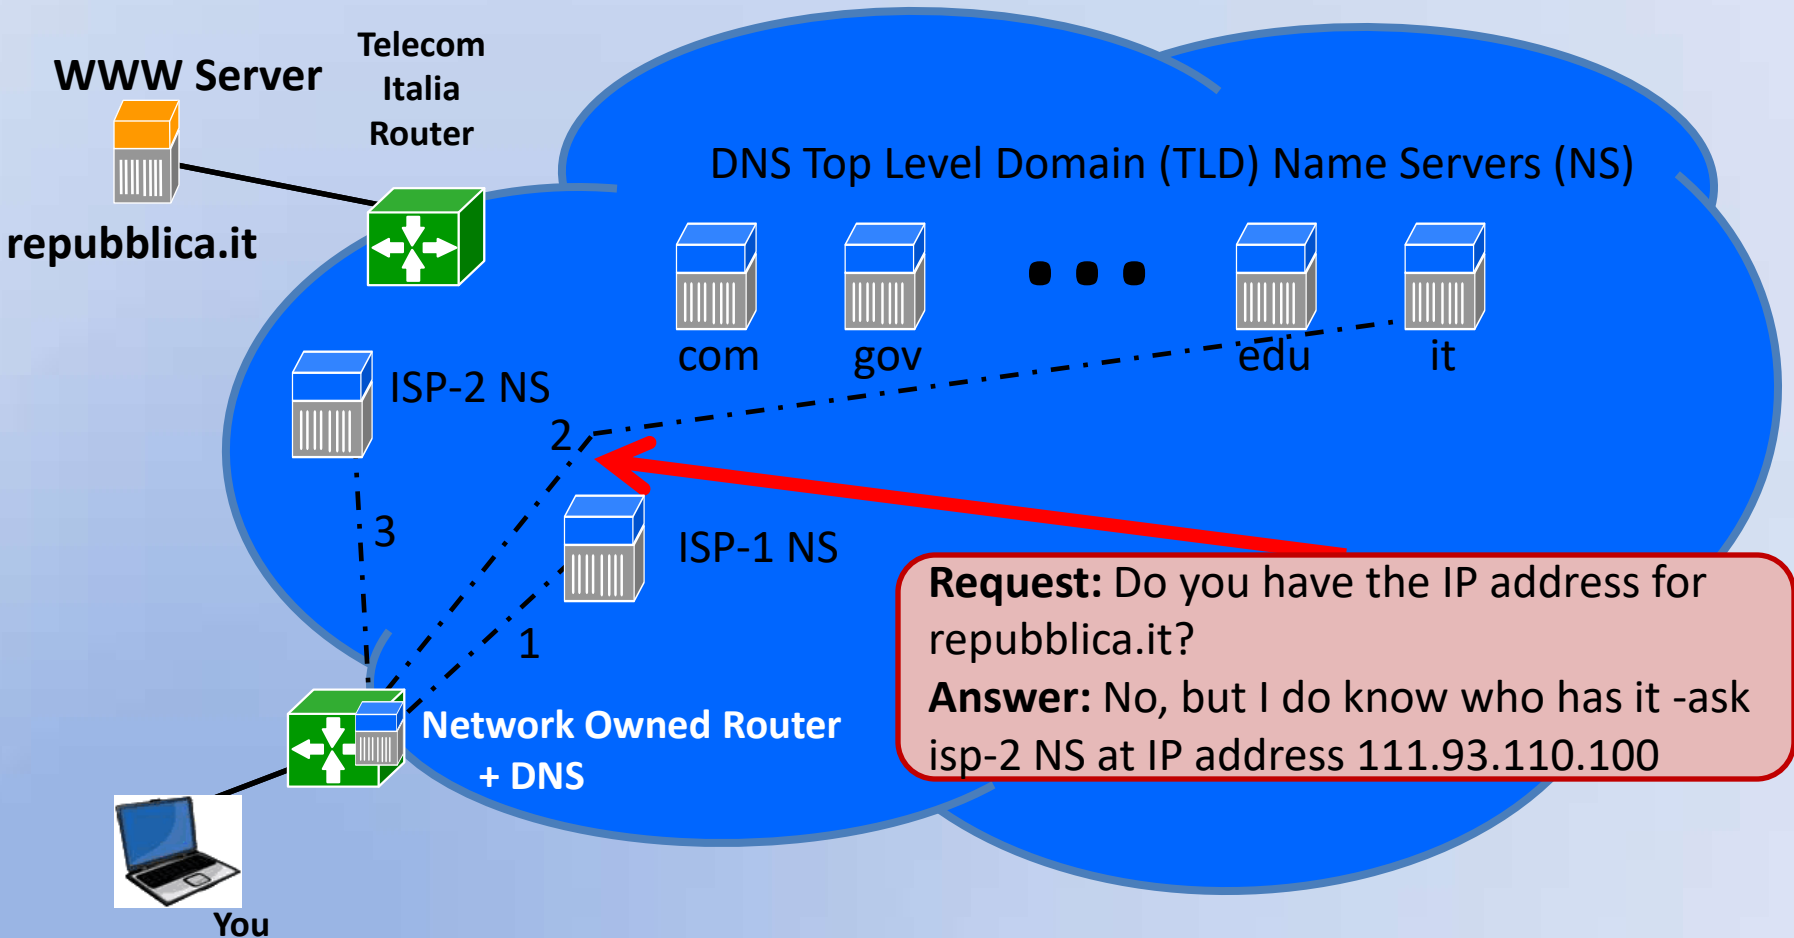 WWW Server
Telecom
Italia
Router
repubblica.it
DNS Top Level Domain (TLD) Name Servers (NS)
com
gov
edu
it
ISP-2 NS
2
3
ISP-1 NS
1
Network Owned Router
+ DNS
You
Request: Do you have the IP address for
repubblica.it?
Answer: No, but I do know who has it -ask
isp-2 NS at IP address 111.93.110.100